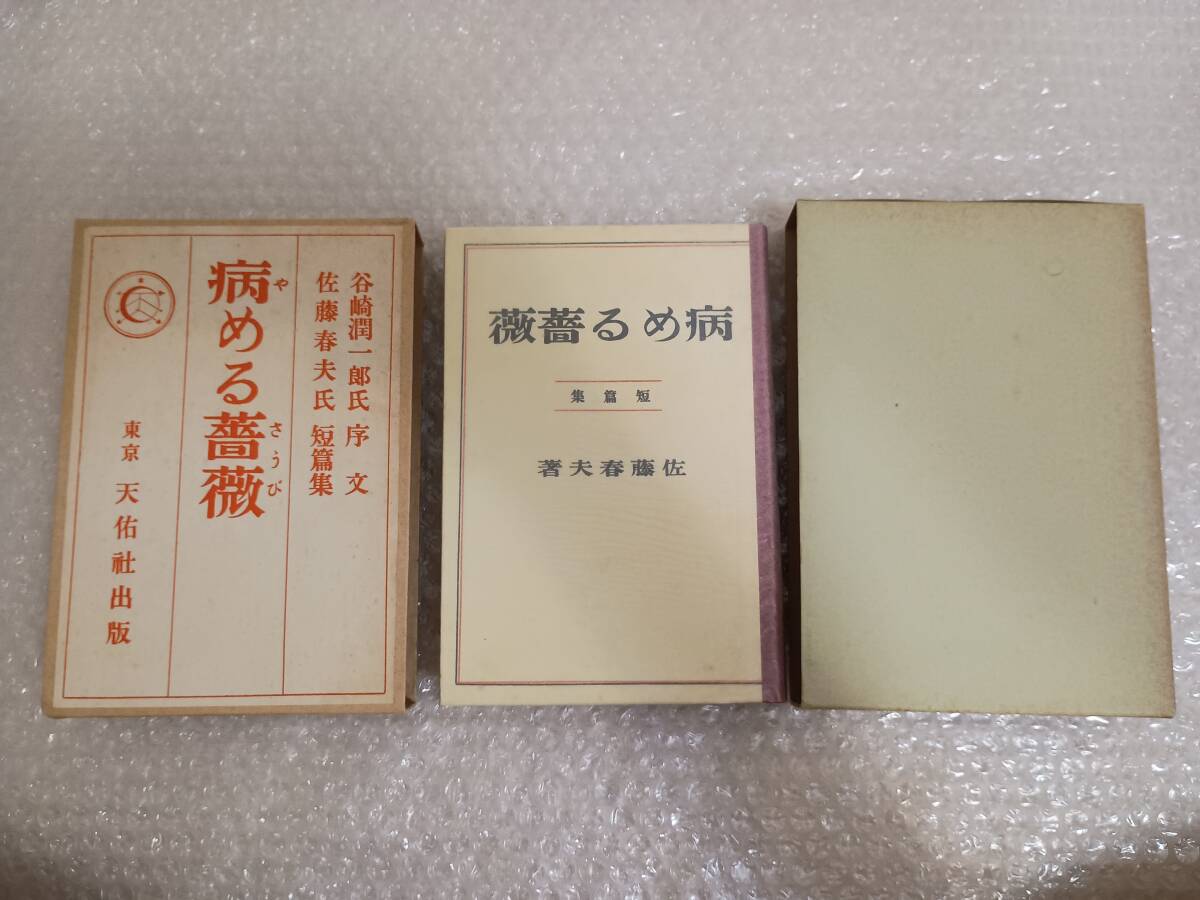 谷崎潤一郎氏 序文
佐藤春夫氏 短篇集
病める薔薇
や
さうび
東京 天佑社出版
薇薔るめ病
集篇短
著夫春藤佐